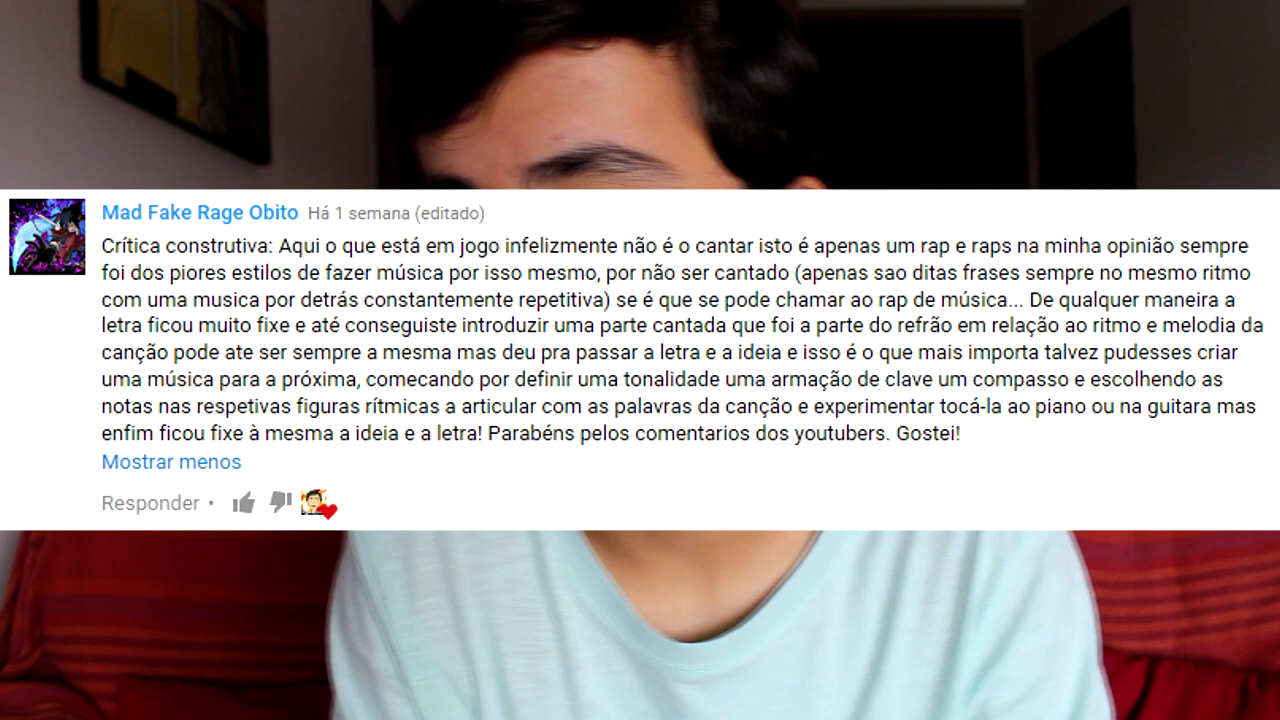 Mad Fake Rage Obito Há 1 semana (editado)
Crítica construtiva: Aqui o que está em jogo infelizmente não é o cantar isto é apenas um rap e raps na minha opinião sempre
foi dos piores estilos de fazer música por isso mesmo, por não ser cantado (apenas sao ditas frases sempre no mesmo ritmo
com uma musica por detrás constantemente repetitiva) se é que se pode chamar ao rap de música... De qualquer maneira a
letra ficou muito fixe e até conseguiste introduzir uma parte cantada que foi a parte do refrão em relação ao ritmo e melodia da
canção pode ate ser sempre a mesma mas deu pra passar a letra e a ideia e isso é o que mais importa talvez pudesses criar
uma música para a próxima, comecando por definir uma tonalidade uma armação de clave um compasso e escolhendo as
notas nas respetivas figuras rítmicas a articular com as palavras da canção e experimentar tocá-la ao piano ou na guitara mas
enfim ficou fixe à mesma a ideia e a letra! Parabéns pelos comentarios dos youtubers. Gostei!
Mostrar menos
Responder •